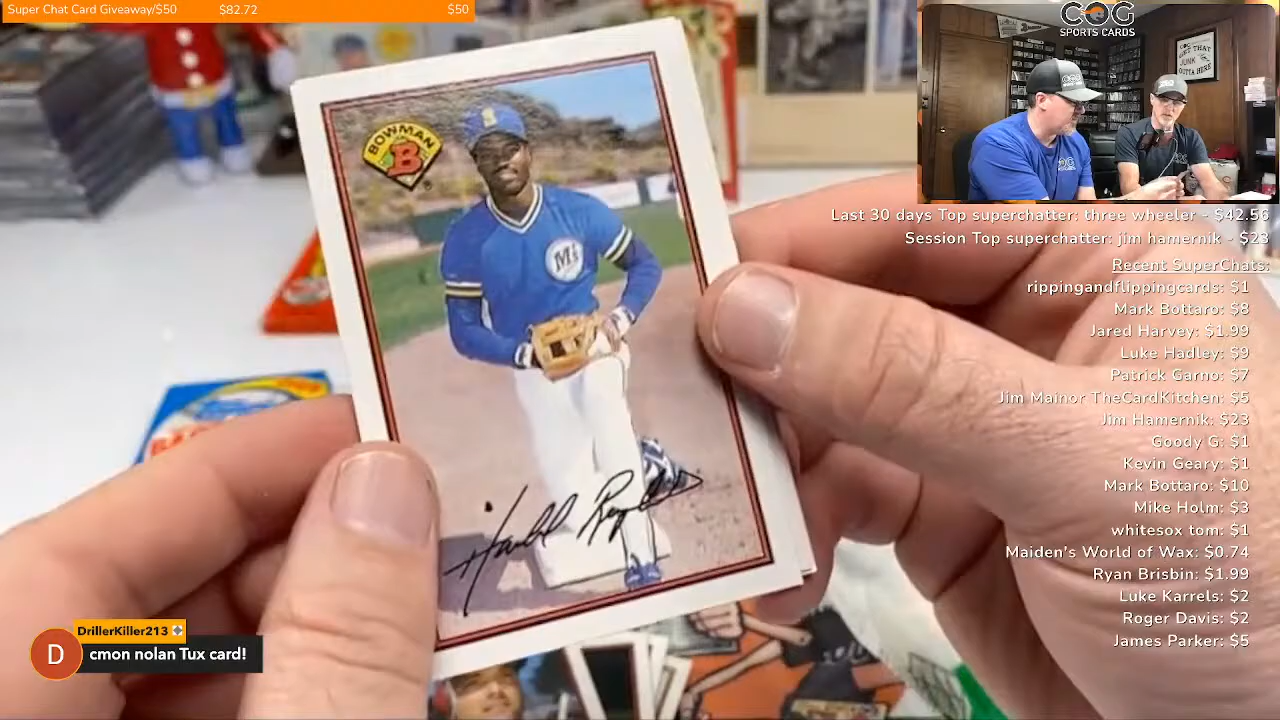 Super Chat Card Giveaway/$50 $82.72 $50
COG
SPORTS CARDS
COG
GET THAT
JUNK
OUTTA HERE
BOWMAN
B
M's
Harold Reynolds
Last 30 days Top superchatter: three wheeler - $42.56
Session Top superchatter: jim hamernik - $23
Recent SuperChats:
rippingandflippingcards: $1
Mark Bottaro: $8
Jared Harvey: $1.99
Luke Hadley: $9
Patrick Garno: $7
Jim Mainor TheCardKitchen: $5
Jim Hamernik: $23
Goody G: $1
Kevin Geary: $1
Mark Bottaro: $10
Mike Holm: $3
whitesox tom: $1
Maiden's World of Wax: $0.74
Ryan Brisbin: $1.99
Luke Karrels: $2
Roger Davis: $2
James Parker: $5
DrillerKiller213
D
cmon nolan Tux card!